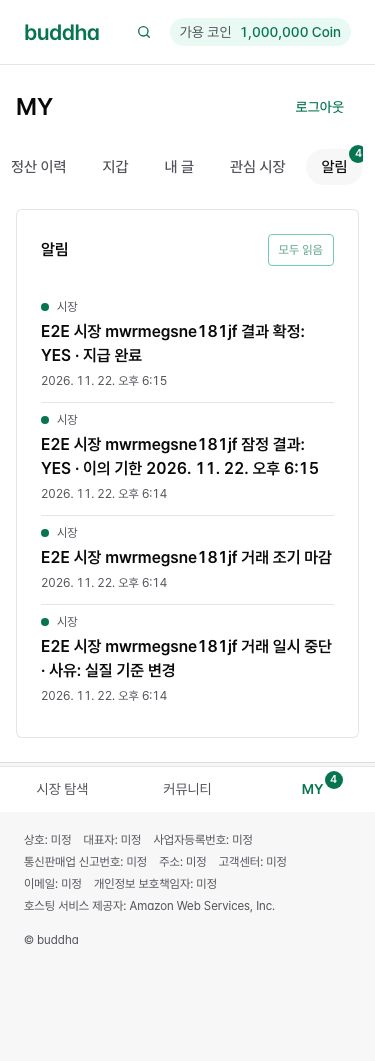 buddha
가용 코인 1,000,000 Coin
MY
로그아웃
정산 이력 지갑 내 글 관심 시장 알림 4
알림
모두 읽음
시장
E2E 시장 mwrmegsne181jf 결과 확정:
YES · 지급 완료
2026. 11. 22. 오후 6:15
시장
E2E 시장 mwrmegsne181jf 잠정 결과:
YES · 이의 기한 2026. 11. 22. 오후 6:15
2026. 11. 22. 오후 6:14
시장
E2E 시장 mwrmegsne181jf 거래 조기 마감
2026. 11. 22. 오후 6:14
시장
E2E 시장 mwrmegsne181jf 거래 일시 중단
· 사유: 실질 기준 변경
2026. 11. 22. 오후 6:14
시장 탐색 커뮤니티 MY 4
상호: 미정 대표자: 미정 사업자등록번호: 미정
통신판매업 신고번호: 미정 주소: 미정 고객센터: 미정
이메일: 미정 개인정보 보호책임자: 미정
호스팅 서비스 제공자: Amazon Web Services, Inc.
© buddha